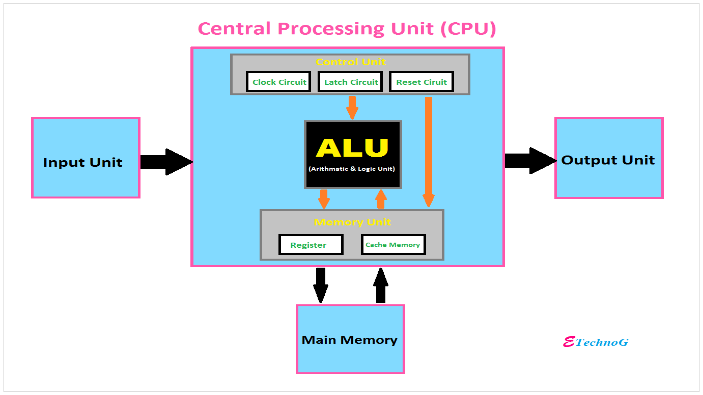 Central Processing Unit (CPU)
Control Unit
Clock Circuit
Latch Circuit
Reset Ciruit
Input Unit
ALU
(Arithmatic & Logic Unit)
Output Unit
Memory Unit
Register
Cache Memory
Main Memory
ETechnoG